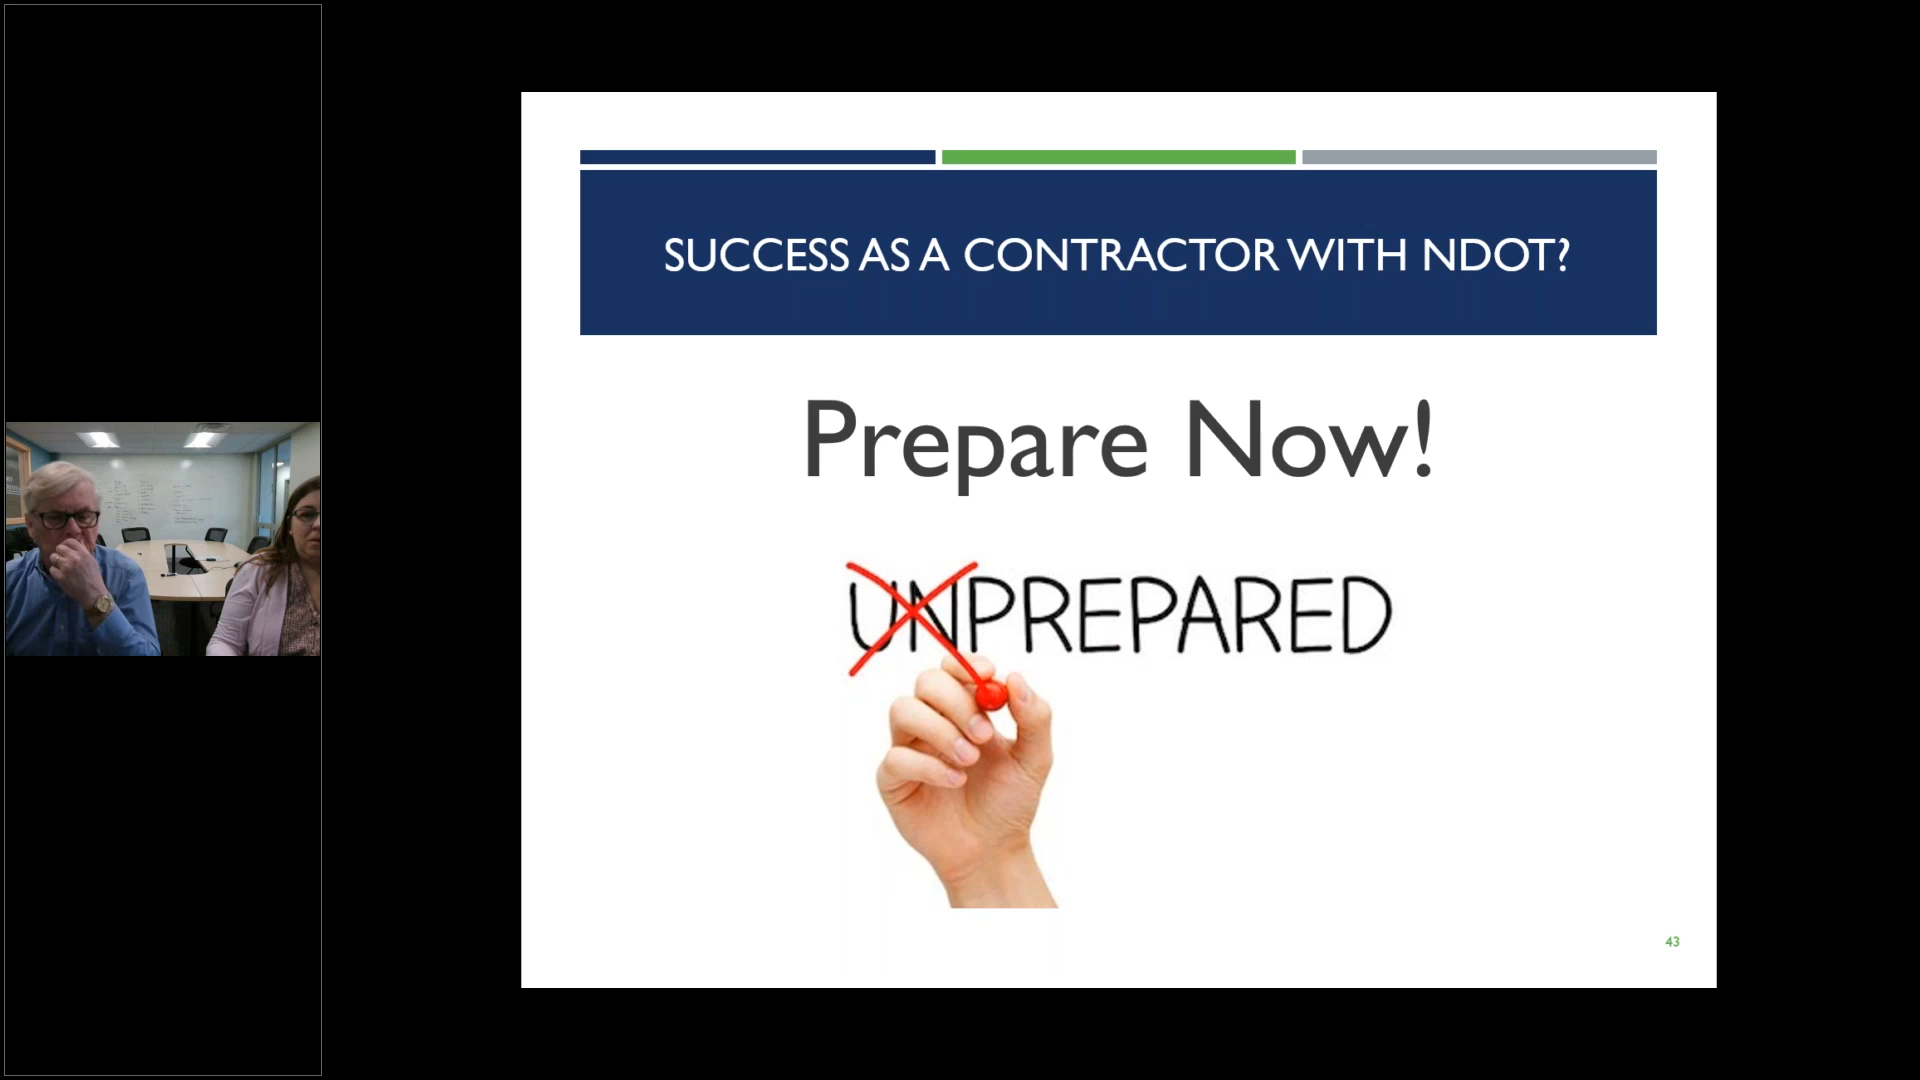 SUCCESS AS A CONTRACTOR WITH NDOT?
Prepare Now!
UNPREPARED
43